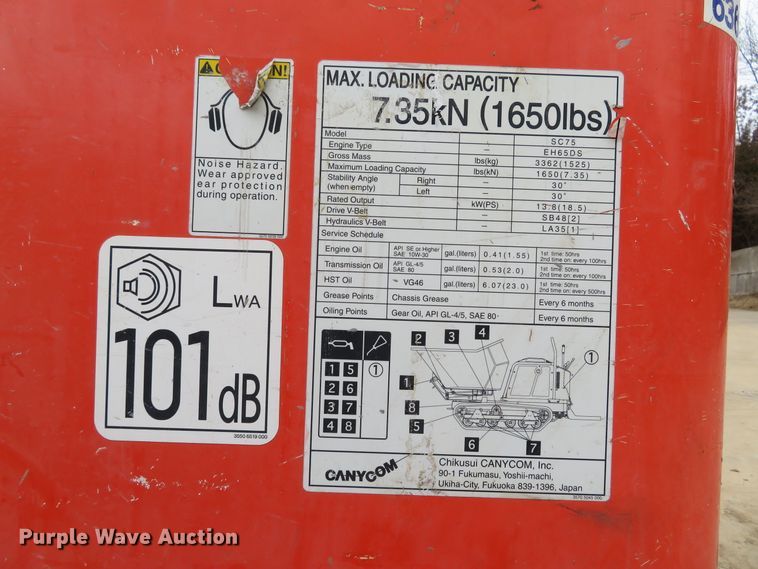 636
CAUTION!
Noise Hazard.
Wear approved
ear protection
during operation.
LWA
101dB
3550 6519 000
MAX. LOADING CAPACITY
7.35kN (1650lbs)
Model SC75
Engine Type – EH65DS
Gross Mass lbs(kg) 3362(1525)
Maximum Loading Capacity lbs(kN) 1650(7.35)
Stability Angle (when empty) Right – 30°
Left – 30°
Rated Output kW(PS) 13.8(18.5)
Drive V-Belt – SB48[2]
Hydraulics V-Belt – LA35[1]
Service Schedule
Engine Oil API SE or Higher SAE 10W-30 gal.(liters) 0.41(1.55) 1st time: 50hrs 2nd time on: every 100hrs
Transmission Oil API GL-4/5 SAE 80 gal.(liters) 0.53(2.0) 1st time: 50hrs 2nd time on: every 100hrs
HST Oil VG46 gal.(liters) 6.07(23.0) 1st time: 50hrs 2nd time on: every 500hrs
Grease Points Chassis Grease Every 6 months
Oiling Points Gear Oil, API GL-4/5, SAE 80 Every 6 months
1 5 ①
2 6
3 7
4 8
2 3 4
①
1
8
5
6 7
CANYCOM
Chikusui CANYCOM, Inc.
90-1 Fukumasu, Yoshii-machi,
Ukiha-City, Fukuoka 839-1396, Japan
3570 5045 000
Purple Wave Auction